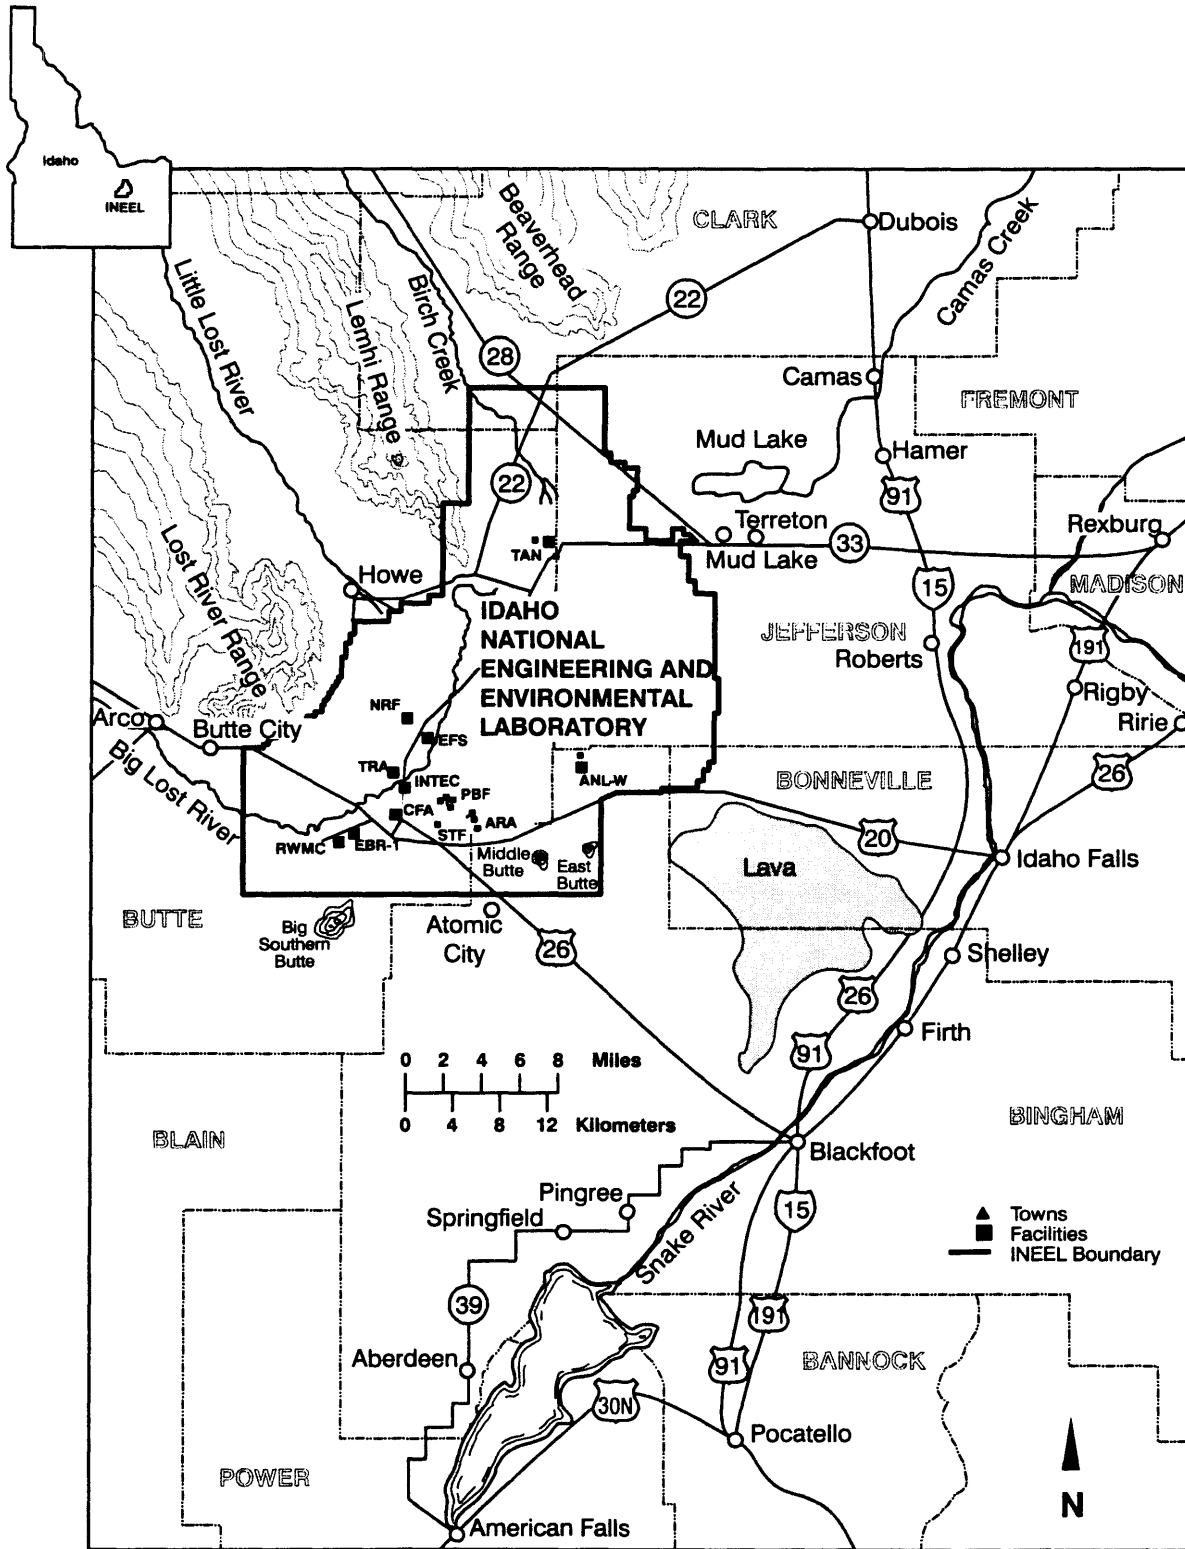 Idaho
INEEL
Little Lost River
Lemhi Range
Birch Creek
Beaverhead
Range
CLARK
Dubois
Camas Creek
22
28
Camas
FREMONT
Mud Lake
Hamer
22
91
Rexburg
Terreton
TAN
Mud Lake
33
Lost River Range
Howe
15
MADISON
IDAHO
NATIONAL
ENGINEERING AND
ENVIRONMENTAL
LABORATORY
JEFFERSON
Roberts
191
Rigby
Ririe
NRF
Arco
Butte City
EFS
Big Lost River
TRA
INTEC
ANL-W
BONNEVILLE
26
PBF
CFA
ARA
STF
20
RWMC
EBR-1
Middle
Butte
East
Butte
Lava
Idaho Falls
BUTTE
Big
Southern
Butte
Atomic
City
26
Shelley
26
Firth
91
0 2 4 6 8 Miles
0 4 8 12 Kilometers
BLAIN
BINGHAM
Blackfoot
Pingree
Springfield
Snake River
15
Towns
Facilities
INEEL Boundary
39
191
Aberdeen
91
BANNOCK
30N
Pocatello
POWER
N
American Falls